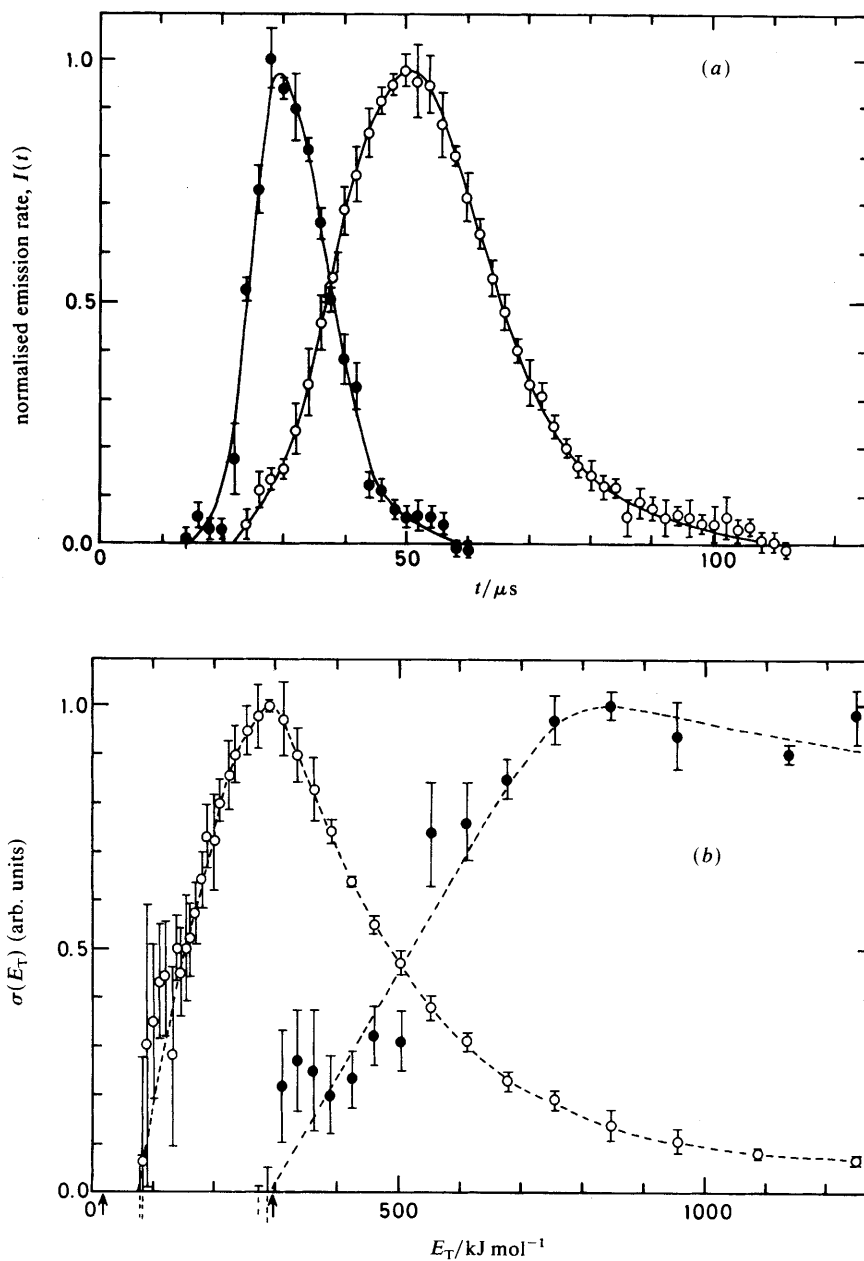 1.0
(a)
normalised emission rate, I(t)
0.5
0.0
0
50
100
t/μs
1.0
σ(E_T) (arb. units)
0.5
(b)
0.0
0
500
1000
E_T/kJ mol⁻¹